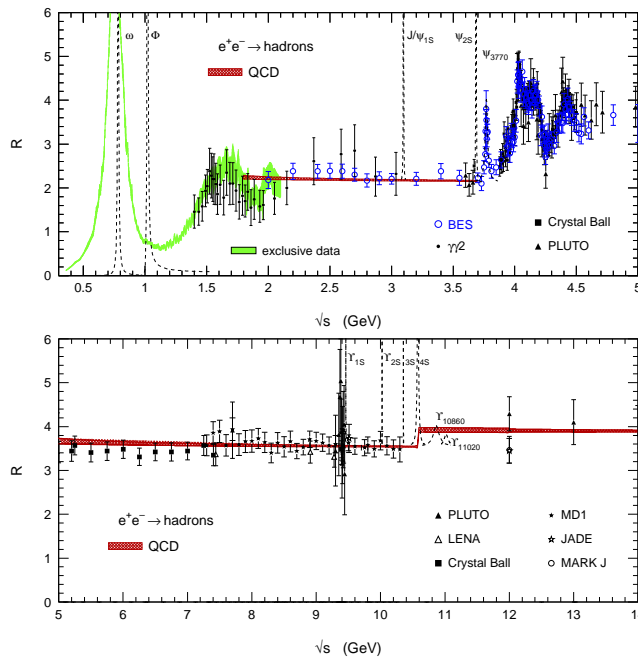 6
5
4
3
2
1
0
R
ω Φ J/ψ1S ψ2S
ψ3770
e+e− → hadrons
QCD
exclusive data
BES
γγ2
Crystal Ball
PLUTO
0.5 1 1.5 2 2.5 3 3.5 4 4.5 5
√s (GeV)
6
5
4
3
2
1
0
R
ϒ1S ϒ2S 3S 4S
ϒ10860
ϒ11020
e+e− → hadrons
QCD
PLUTO
LENA
Crystal Ball
MD1
JADE
MARK J
5 6 7 8 9 10 11 12 13 14
√s (GeV)